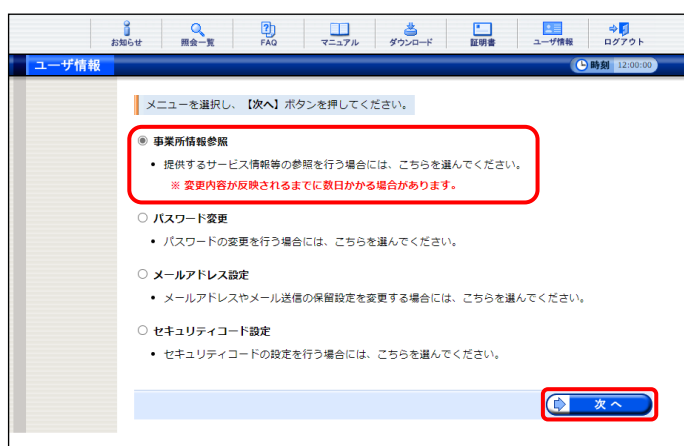 お知らせ 照会一覧 FAQ マニュアル ダウンロード 証明書 ユーザ情報 ログアウト
ユーザ情報 時刻 12:00:00
メニューを選択し、【次へ】ボタンを押してください。
事業所情報参照
• 提供するサービス情報等の参照を行う場合には、こちらを選んでください。
※ 変更内容が反映されるまでに数日かかる場合があります。
パスワード変更
• パスワードの変更を行う場合には、こちらを選んでください。
メールアドレス設定
• メールアドレスやメール送信の保留設定を変更する場合には、こちらを選んでください。
セキュリティコード設定
• セキュリティコードの設定を行う場合には、こちらを選んでください。
次 へ